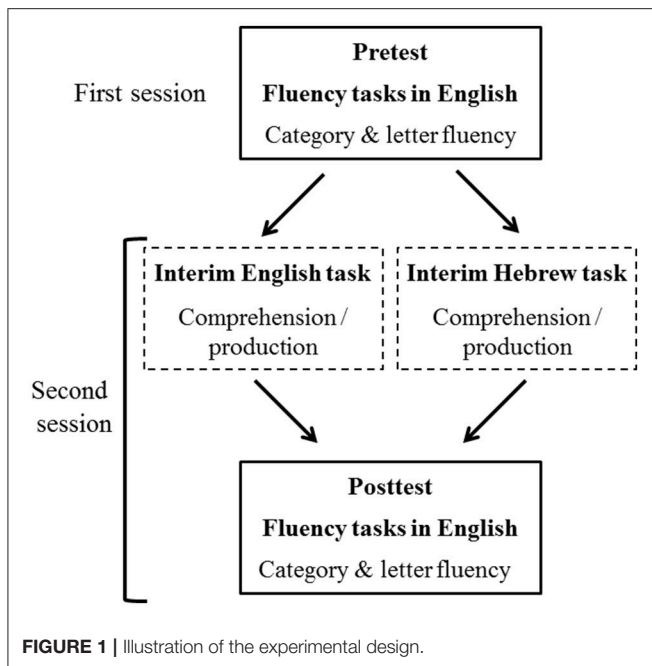 First session
Pretest
Fluency tasks in English
Category & letter fluency
Second
session
Interim English task
Comprehension /
production
Interim Hebrew task
Comprehension /
production
Posttest
Fluency tasks in English
Category & letter fluency
FIGURE 1 | Illustration of the experimental design.